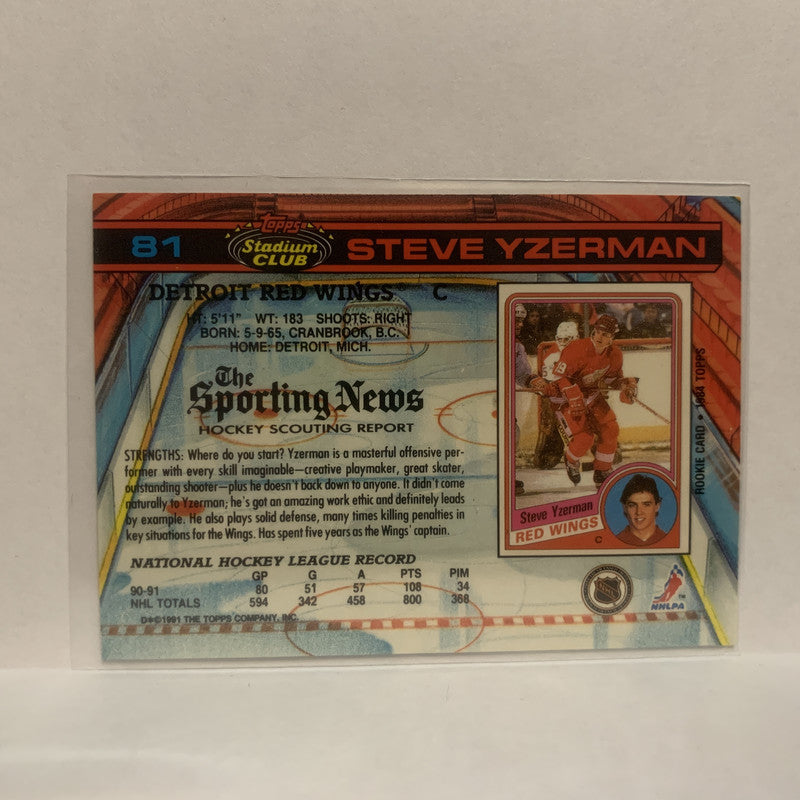 81
Topps
Stadium
CLUB
STEVE YZERMAN
DETROIT RED WINGS® C
HT: 5'11" WT: 183 SHOOTS: RIGHT
BORN: 5-9-65, CRANBROOK, B.C.
HOME: DETROIT, MICH.
The
Sporting News
HOCKEY SCOUTING REPORT
STRENGTHS: Where do you start? Yzerman is a masterful offensive per-
former with every skill imaginable—creative playmaker, great skater,
outstanding shooter—plus he doesn't back down to anyone. It didn't come
naturally to Yzerman; he's got an amazing work ethic and definitely leads
by example. He also plays solid defense, many times killing penalties in
key situations for the Wings. Has spent five years as the Wings' captain.
NATIONAL HOCKEY LEAGUE RECORD
GP G A PTS PIM
90-91 80 51 57 108 34
NHL TOTALS 594 342 458 800 368
D*©1991 THE TOPPS COMPANY, INC.
Steve Yzerman
RED WINGS
C
ROOKIE CARD • 1984 TOPPS
NHL
NHLPA
TM